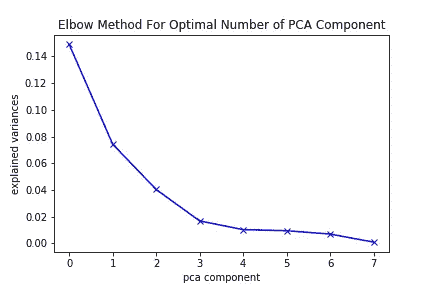 Elbow Method For Optimal Number of PCA Component
0.14
0.12
0.10
0.08
0.06
0.04
0.02
0.00
explained variances
0 1 2 3 4 5 6 7
pca component